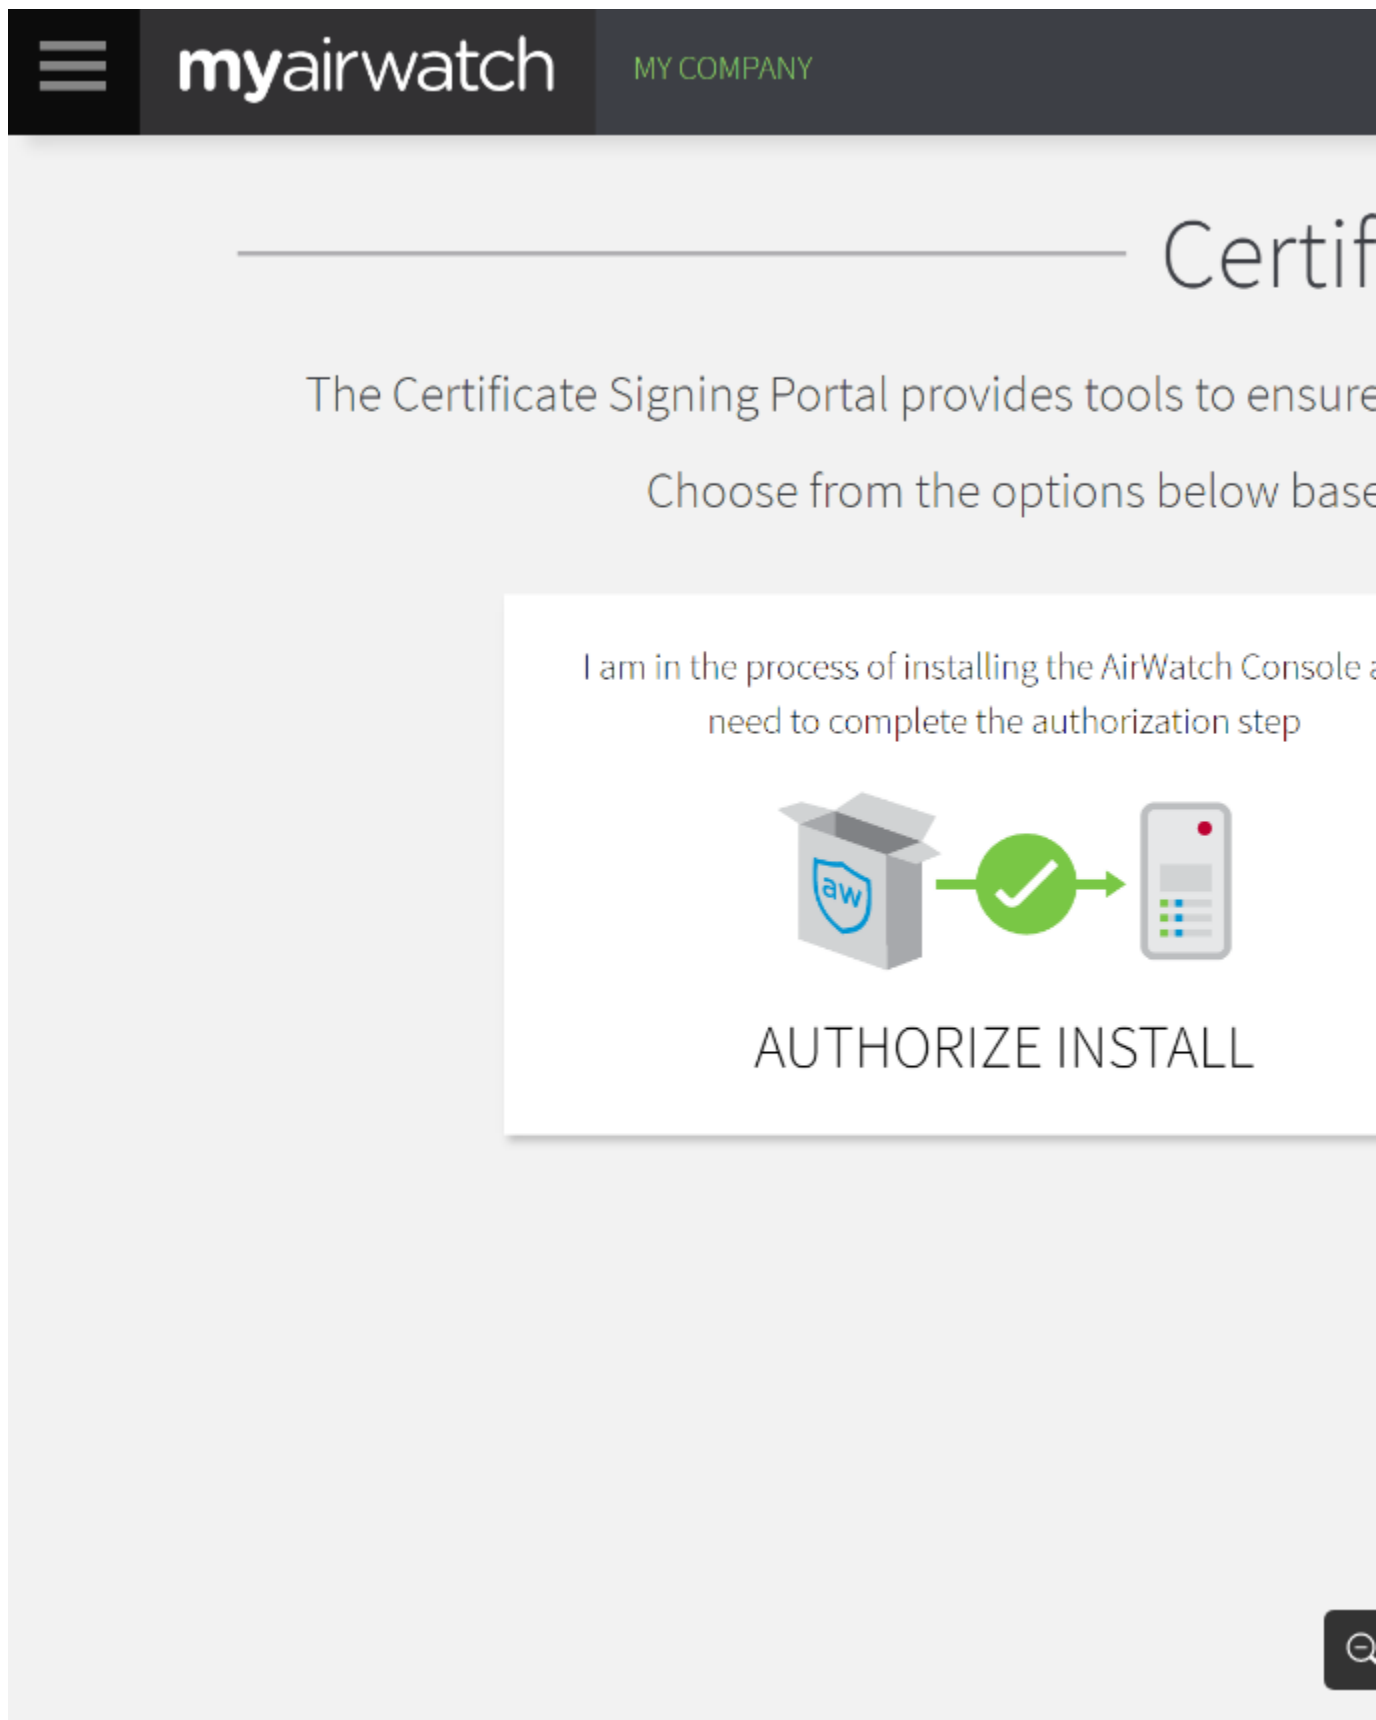 myairwatch
MY COMPANY
Certif
The Certificate Signing Portal provides tools to ensure
Choose from the options below base
I am in the process of installing the AirWatch Console a
need to complete the authorization step
aw
AUTHORIZE INSTALL